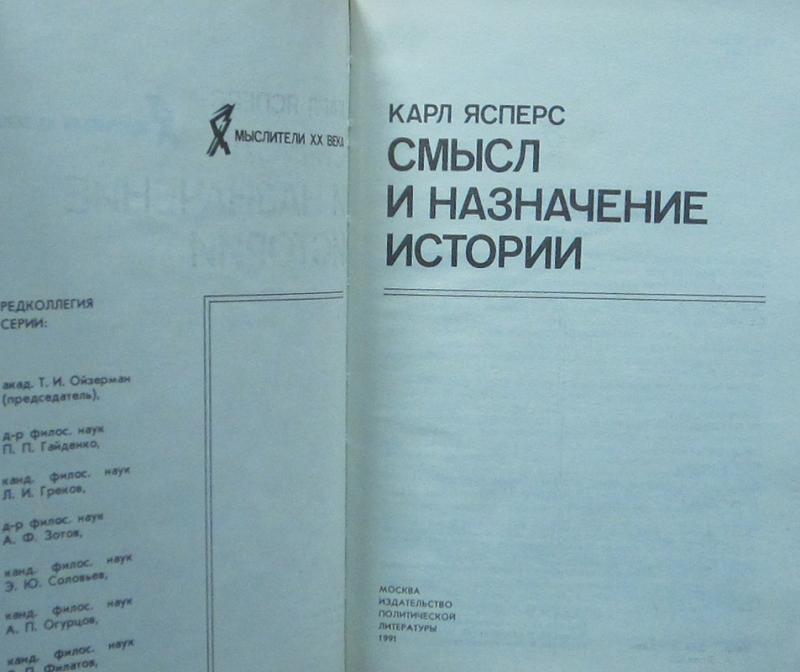 МЫСЛИТЕЛИ XX ВЕКА
РЕДКОЛЛЕГИЯ
СЕРИИ:
акад. Т. И. Ойзерман
(председатель),
д-р филос. наук
П. П. Гайденко,
канд. филос. наук
Л. И. Греков,
д-р филос. наук
А. Ф. Зотов,
канд. филос. наук
Э. Ю. Соловьев,
канд. филос. наук
А. П. Огурцов,
канд. филос. наук
Филатов,
КАРЛ ЯСПЕРС
СМЫСЛ
И НАЗНАЧЕНИЕ
ИСТОРИИ
МОСКВА
ИЗДАТЕЛЬСТВО
ПОЛИТИЧЕСКОЙ
ЛИТЕРАТУРЫ
1991